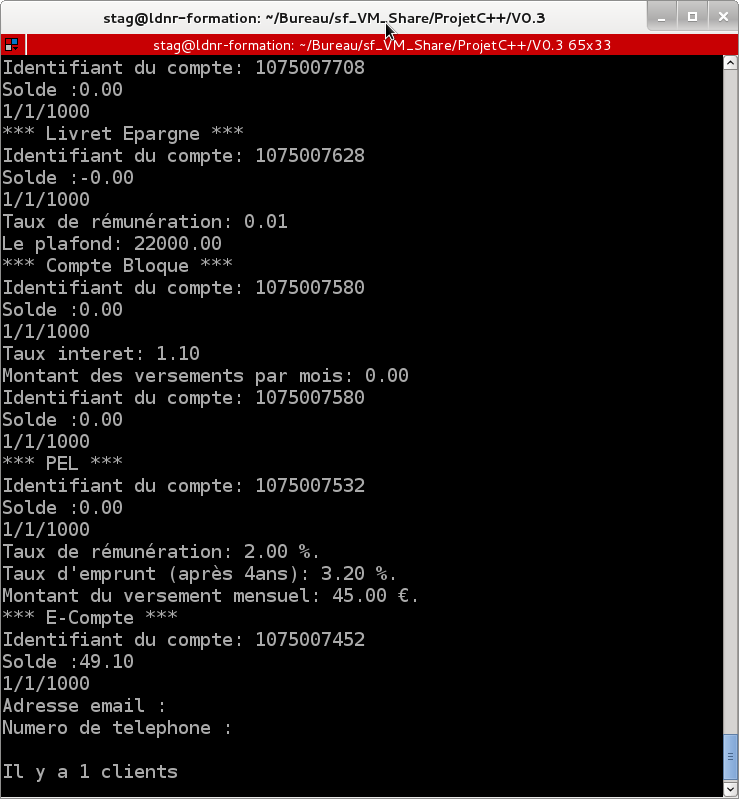 stag@ldnr-formation: ~/Bureau/sf_VM_Share/ProjetC++/V0.3
stag@ldnr-formation: ~/Bureau/sf_VM_Share/ProjetC++/V0.3 65x33
Identifiant du compte: 1075007708
Solde :0.00
1/1/1000
*** Livret Epargne ***
Identifiant du compte: 1075007628
Solde :-0.00
1/1/1000
Taux de rémunération: 0.01
Le plafond: 22000.00
*** Compte Bloque ***
Identifiant du compte: 1075007580
Solde :0.00
1/1/1000
Taux interet: 1.10
Montant des versements par mois: 0.00
Identifiant du compte: 1075007580
Solde :0.00
1/1/1000
*** PEL ***
Identifiant du compte: 1075007532
Solde :0.00
1/1/1000
Taux de rémunération: 2.00 %.
Taux d'emprunt (après 4ans): 3.20 %.
Montant du versement mensuel: 45.00 €.
*** E-Compte ***
Identifiant du compte: 1075007452
Solde :49.10
1/1/1000
Adresse email :
Numero de telephone :
Il y a 1 clients